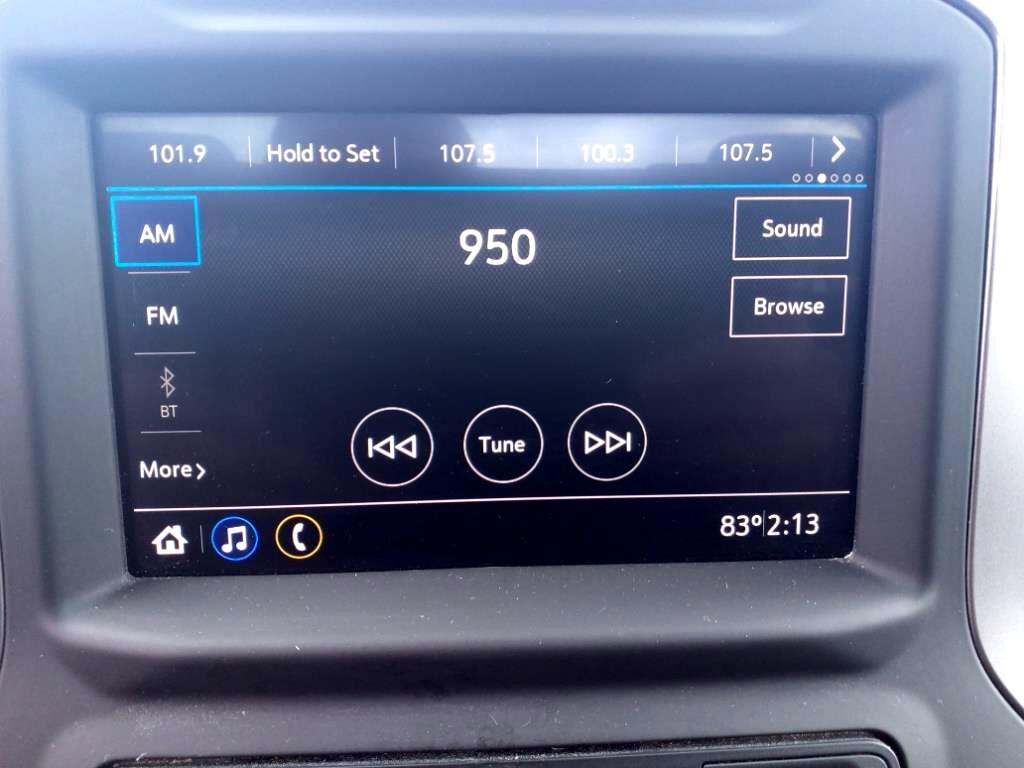 101.9 Hold to Set 107.5 100.3 107.5
AM 950 Sound
FM Browse
BT
More Tune
83º 2:13